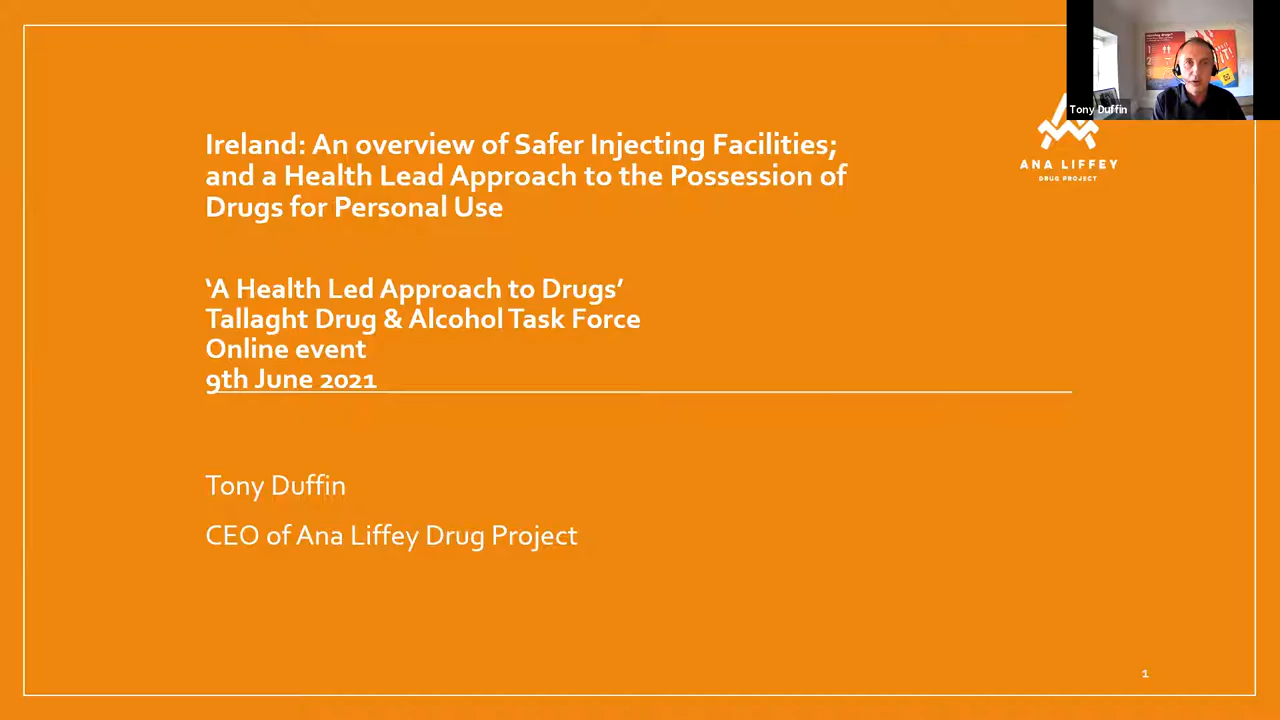 Ireland: An overview of Safer Injecting Facilities;
and a Health Lead Approach to the Possession of
Drugs for Personal Use
‘A Health Led Approach to Drugs’
Tallaght Drug & Alcohol Task Force
Online event
9th June 2021
Tony Duffin
CEO of Ana Liffey Drug Project
Tony Duffin
ANA LIFFEY
DRUG PROJECT
1